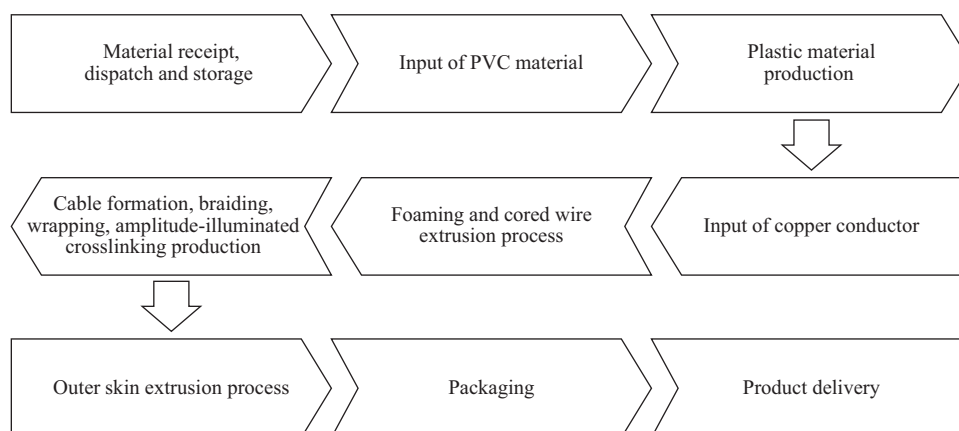 Material receipt,
dispatch and storage
Input of PVC material
Plastic material
production
Cable formation, braiding,
wrapping, amplitude-illuminated
crosslinking production
Foaming and cored wire
extrusion process
Input of copper conductor
Outer skin extrusion process
Packaging
Product delivery